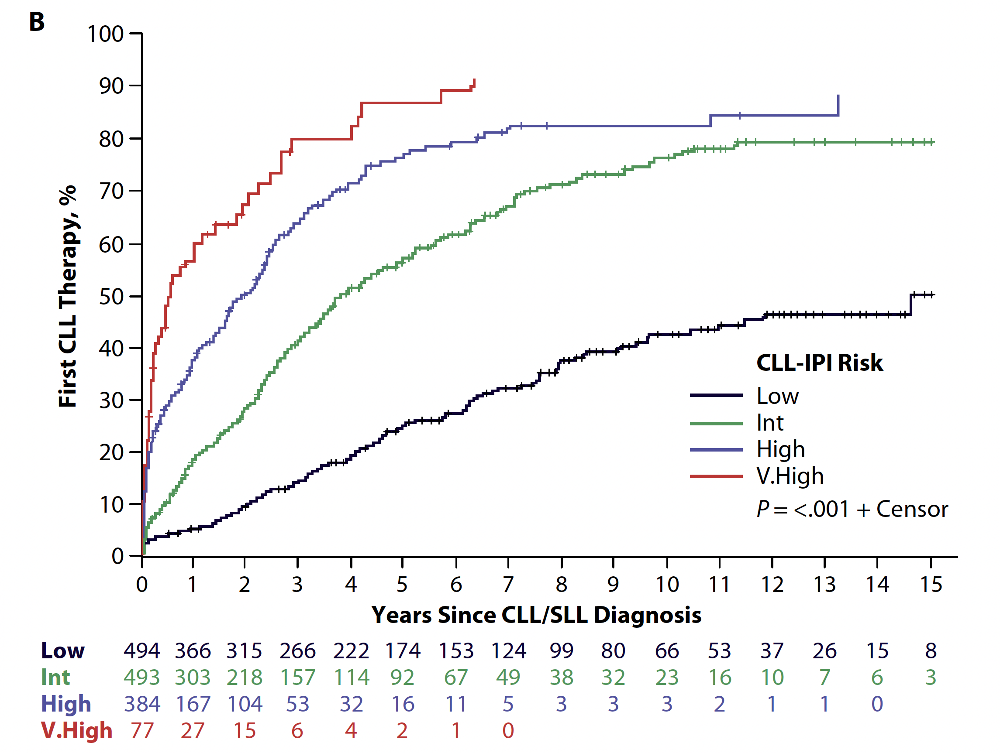 B
First CLL Therapy, %
100
90
80
70
60
50
40
30
20
10
0
CLL-IPI Risk
Low
Int
High
V.High
P = <.001 + Censor
0 1 2 3 4 5 6 7 8 9 10 11 12 13 14 15
Years Since CLL/SLL Diagnosis
Low 494 366 315 266 222 174 153 124 99 80 66 53 37 26 15 8
Int 493 303 218 157 114 92 67 49 38 32 23 16 10 7 6 3
High 384 167 104 53 32 16 11 5 3 3 3 2 1 1 0
V.High 77 27 15 6 4 2 1 0